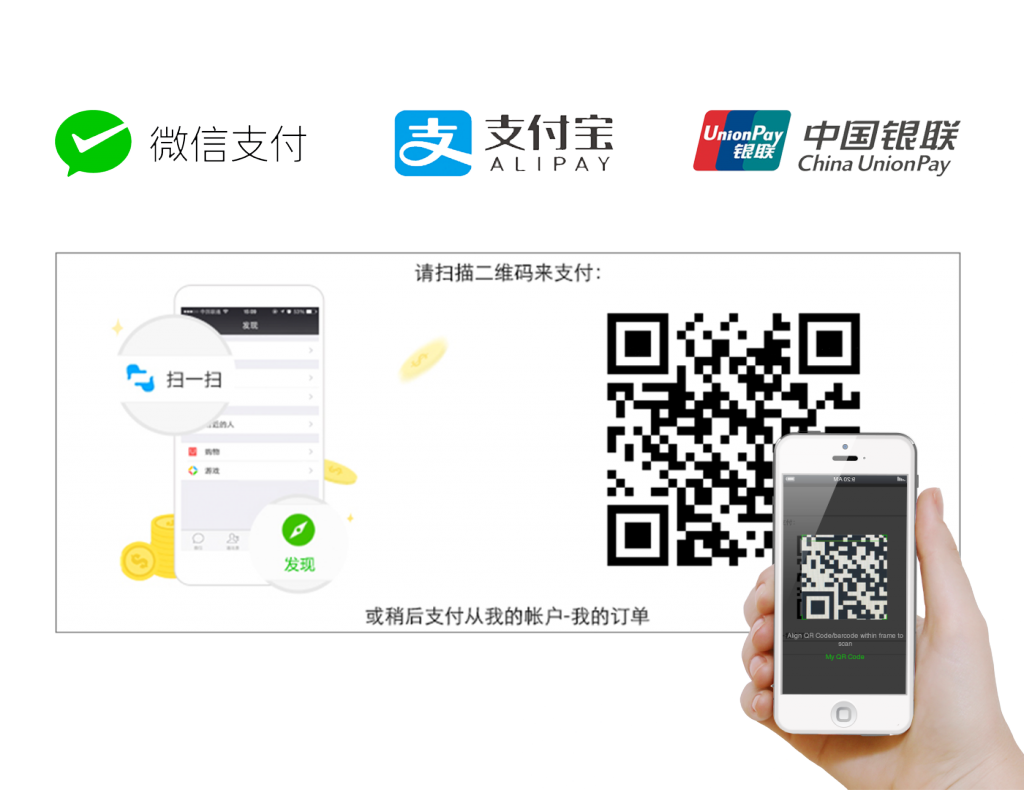 微信支付
支付宝
ALIPAY
UnionPay
银联
中国银联
China UnionPay
请扫描二维码来支付:
发现
扫一扫
附近的人
购物
游戏
发现
或稍后支付从我的帐户-我的订单
Align QR Code/barcode within frame to
scan
My QR Code